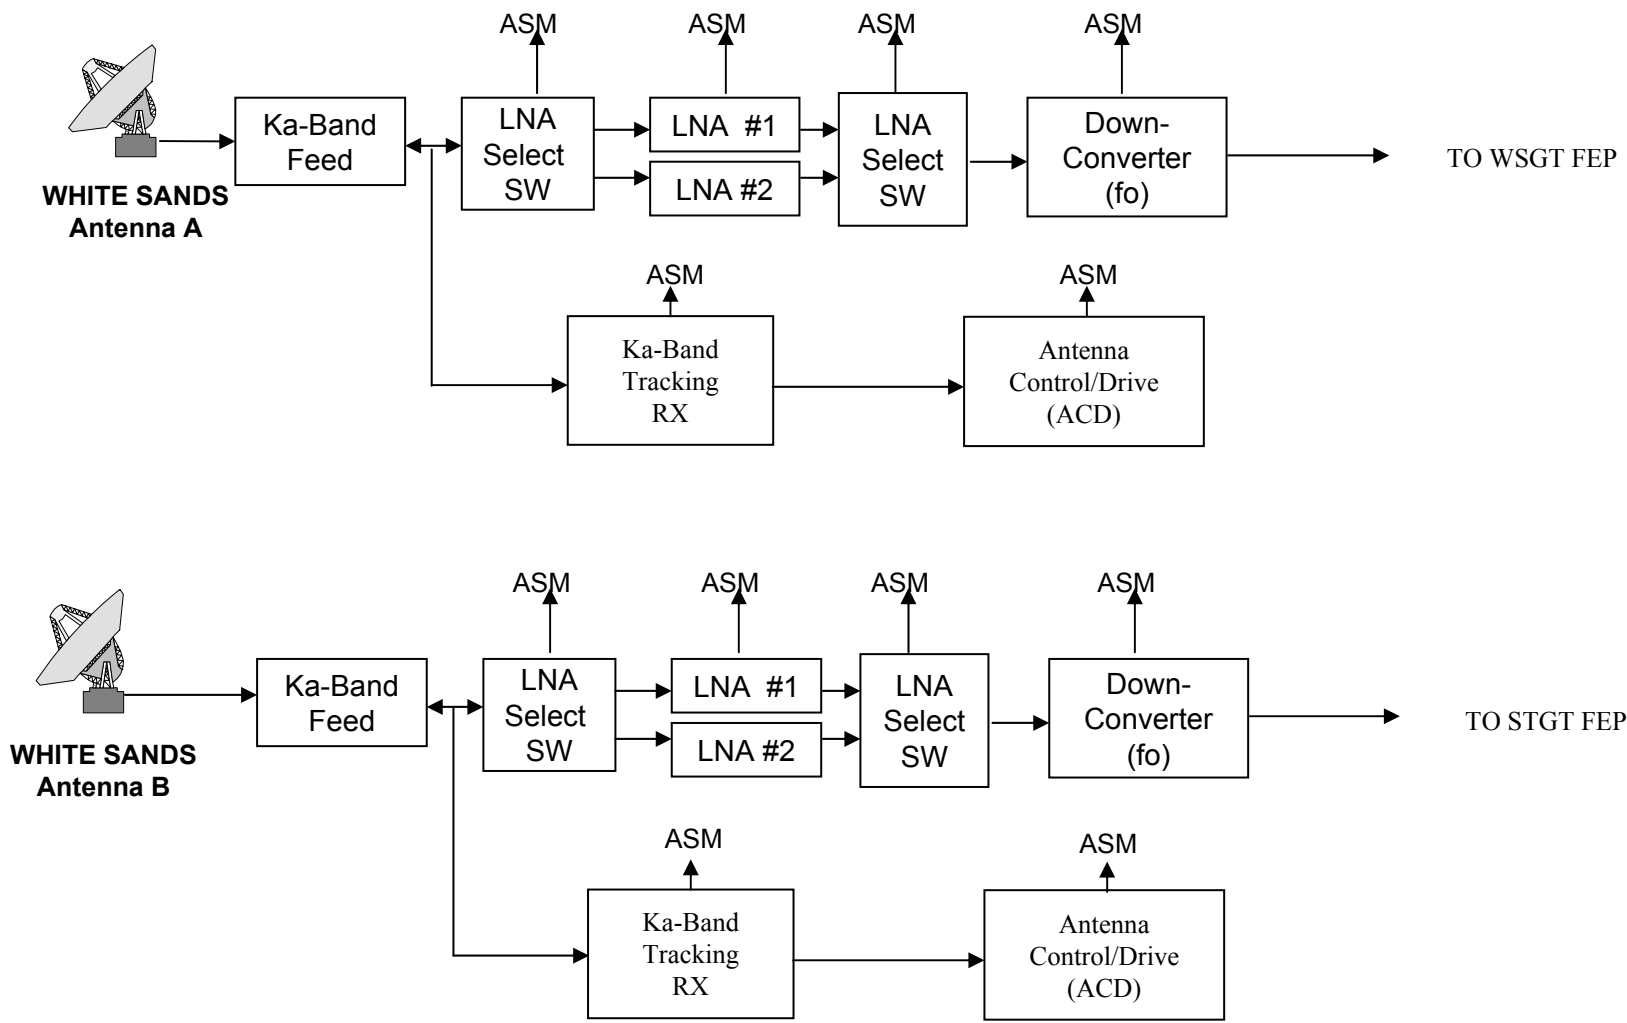 ASM
ASM
ASM
ASM
Ka-Band
Feed
LNA
Select
SW
LNA #1
LNA #2
LNA
Select
SW
Down-
Converter
(fo)
TO WSGT FEP
WHITE SANDS
Antenna A
ASM
ASM
Ka-Band
Tracking
RX
Antenna
Control/Drive
(ACD)
ASM
ASM
ASM
ASM
Ka-Band
Feed
LNA
Select
SW
LNA #1
LNA #2
LNA
Select
SW
Down-
Converter
(fo)
TO STGT FEP
WHITE SANDS
Antenna B
ASM
ASM
Ka-Band
Tracking
RX
Antenna
Control/Drive
(ACD)